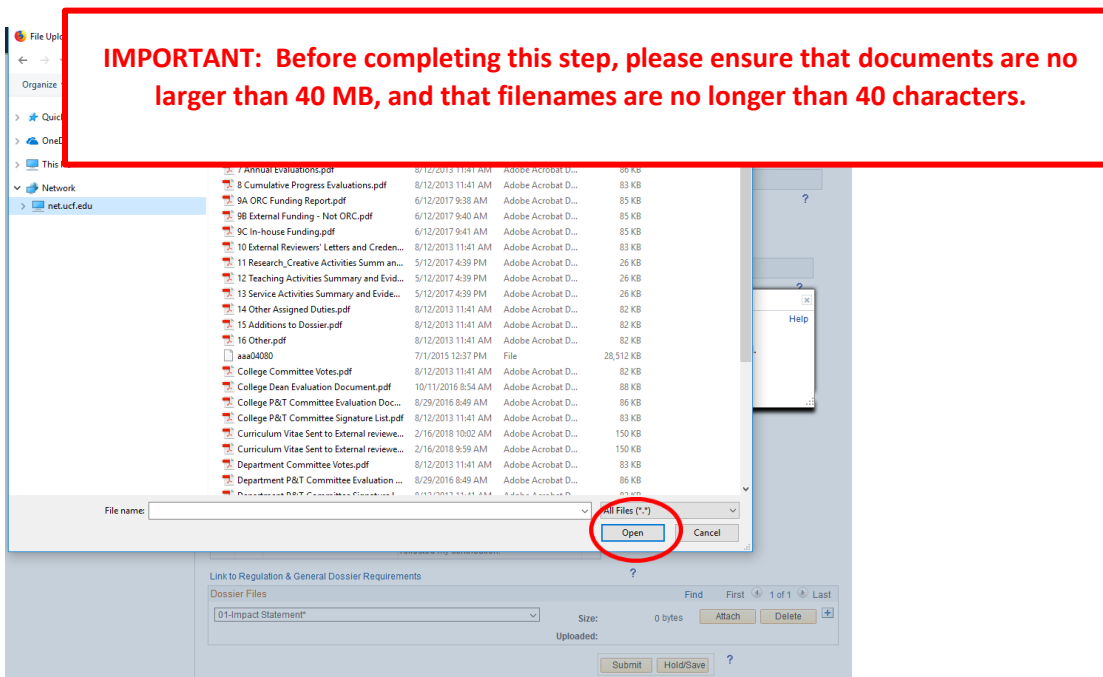 File Uplo
IMPORTANT: Before completing this step, please ensure that documents are no
larger than 40 MB, and that filenames are no longer than 40 characters.
Organize
Quic
OneD
This
Network
net.ucf.edu
7 Annual Evaluations.pdf 8/12/2013 11:41 AM Adobe Acrobat D... 86 KB
8 Cumulative Progress Evaluations.pdf 8/12/2013 11:41 AM Adobe Acrobat D... 83 KB
9A ORC Funding Report.pdf 6/12/2017 9:38 AM Adobe Acrobat D... 85 KB
9B External Funding - Not ORC.pdf 6/12/2017 9:40 AM Adobe Acrobat D... 85 KB
9C In-house Funding.pdf 6/12/2017 9:41 AM Adobe Acrobat D... 85 KB
10 External Reviewers' Letters and Creden... 8/12/2013 11:41 AM Adobe Acrobat D... 83 KB
11 Research_Creative Activities Summ an... 5/12/2017 4:39 PM Adobe Acrobat D... 26 KB
12 Teaching Activities Summary and Evid... 5/12/2017 4:39 PM Adobe Acrobat D... 26 KB
13 Service Activities Summary and Evide... 5/12/2017 4:39 PM Adobe Acrobat D... 26 KB
14 Other Assigned Duties.pdf 8/12/2013 11:41 AM Adobe Acrobat D... 82 KB
15 Additions to Dossier.pdf 8/12/2013 11:41 AM Adobe Acrobat D... 82 KB
16 Other.pdf 8/12/2013 11:41 AM Adobe Acrobat D... 82 KB
aaa04080 7/1/2015 12:37 PM File 28,512 KB
College Committee Votes.pdf 8/12/2013 11:41 AM Adobe Acrobat D... 82 KB
College Dean Evaluation Document.pdf 10/11/2016 8:54 AM Adobe Acrobat D... 88 KB
College P&T Committee Evaluation Doc... 8/29/2016 8:49 AM Adobe Acrobat D... 86 KB
College P&T Committee Signature List.pdf 8/12/2013 11:41 AM Adobe Acrobat D... 83 KB
Curriculum Vitae Sent to External reviewe... 2/16/2018 10:02 AM Adobe Acrobat D... 150 KB
Curriculum Vitae Sent to External reviewe... 2/16/2018 9:59 AM Adobe Acrobat D... 150 KB
Department Committee Votes.pdf 8/12/2013 11:41 AM Adobe Acrobat D... 83 KB
Department P&T Committee Evaluation ... 8/29/2016 8:49 AM Adobe Acrobat D... 86 KB
?
?
Help
File name: All Files (*.*)
Open Cancel
Link to Regulation & General Dossier Requirements ?
Dossier Files Find First 1 of 1 Last
01-Impact Statement* Size: 0 bytes Attach Delete
Uploaded:
Submit Hold/Save ?